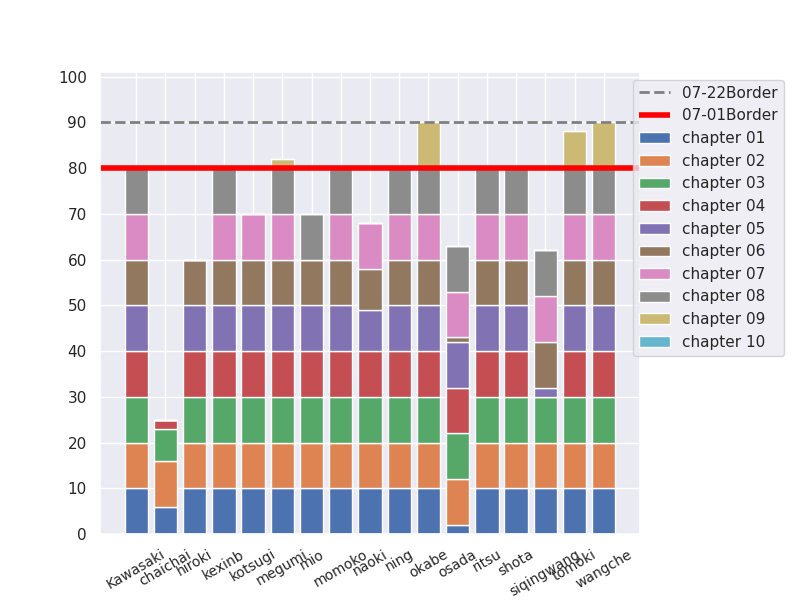 100
90
80
70
60
50
40
30
20
10
0
07-22Border
07-01Border
chapter 01
chapter 02
chapter 03
chapter 04
chapter 05
chapter 06
chapter 07
chapter 08
chapter 09
chapter 10
Kawasaki
chaichai
hiroki
kexinb
kotsugi
megumi
mio
momoko
naoki
ning
okabe
osada
ritsu
shota
siqingwang
tomoki
wangche